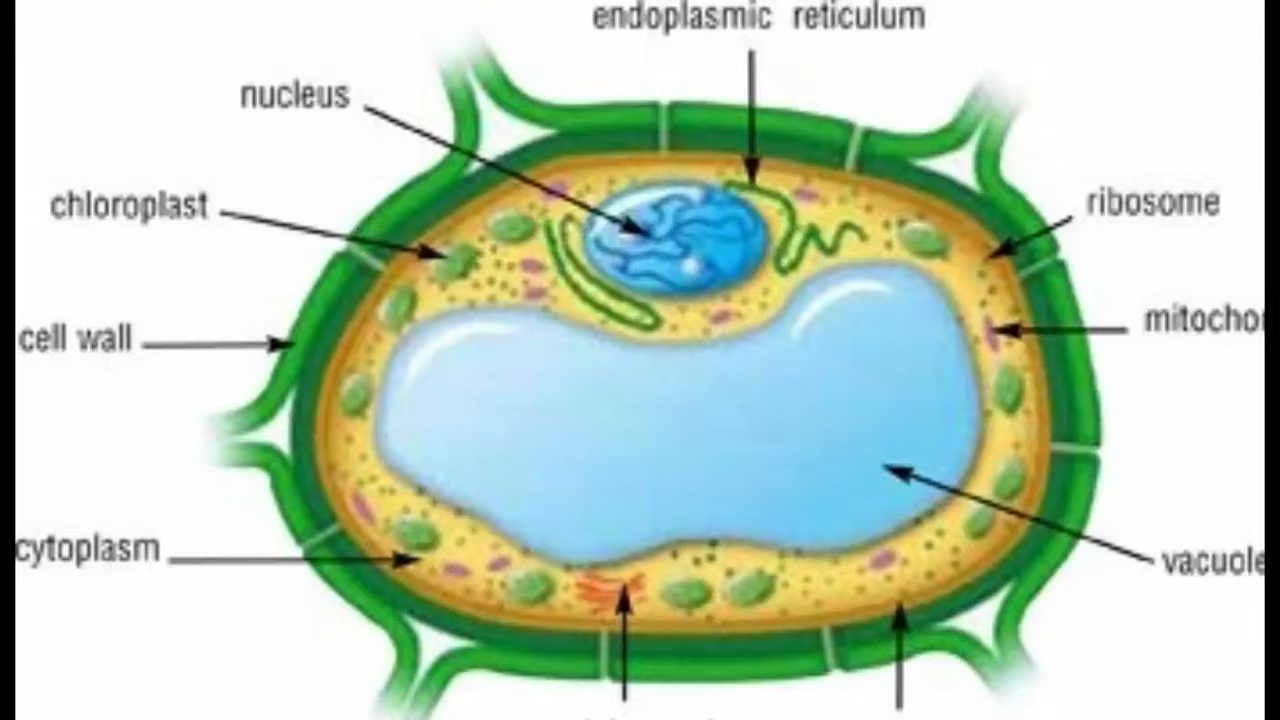 endoplasmic reticulum
nucleus
chloroplast
ribosome
cell wall
mitochor
cytoplasm
vacuole